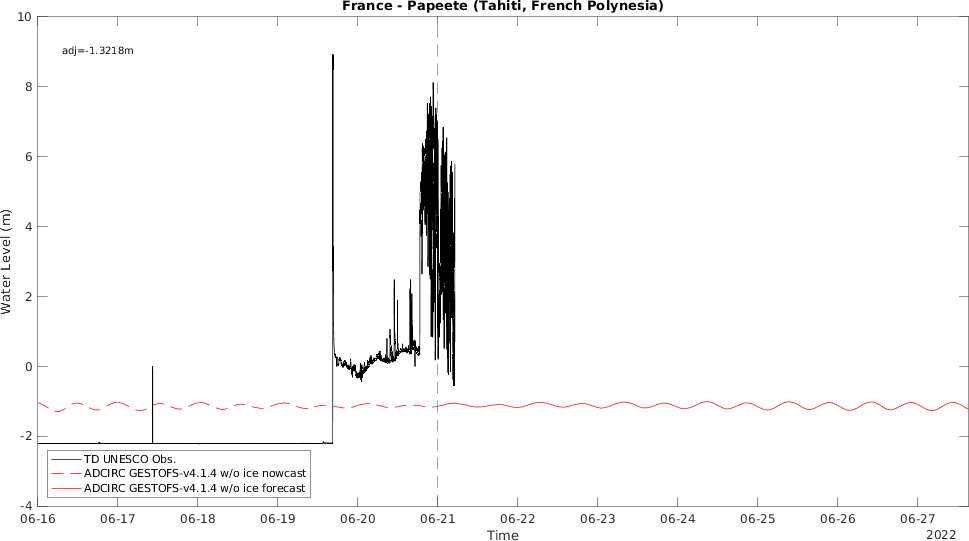 France - Papeete (Tahiti, French Polynesia)
10
adj=-1.3218m
8
6
4
2
0
-2
-4
Water Level (m)
TD UNESCO Obs.
ADCIRC GESTOFS-v4.1.4 w/o ice nowcast
ADCIRC GESTOFS-v4.1.4 w/o ice forecast
06-16 06-17 06-18 06-19 06-20 06-21 06-22 06-23 06-24 06-25 06-26 06-27
Time
2022